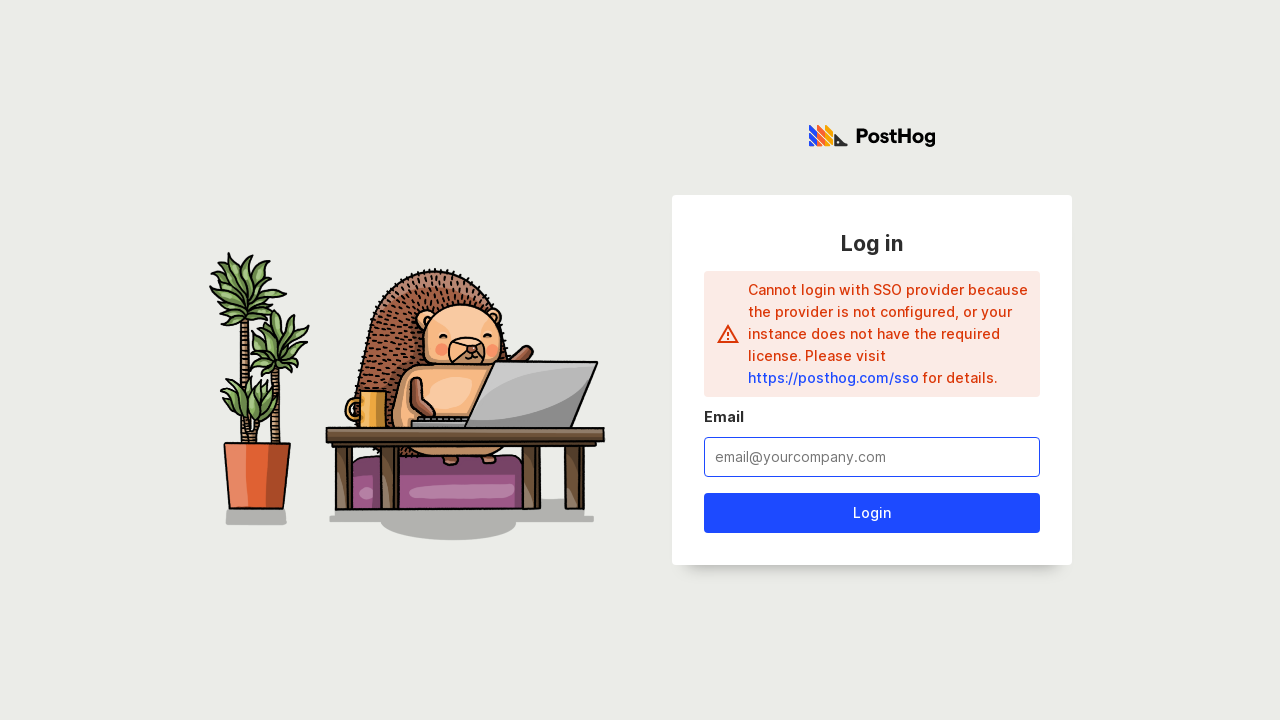 PostHog
Log in
Cannot login with SSO provider because
the provider is not configured, or your
instance does not have the required
license. Please visit
https://posthog.com/sso for details.
Email
email@yourcompany.com
Login